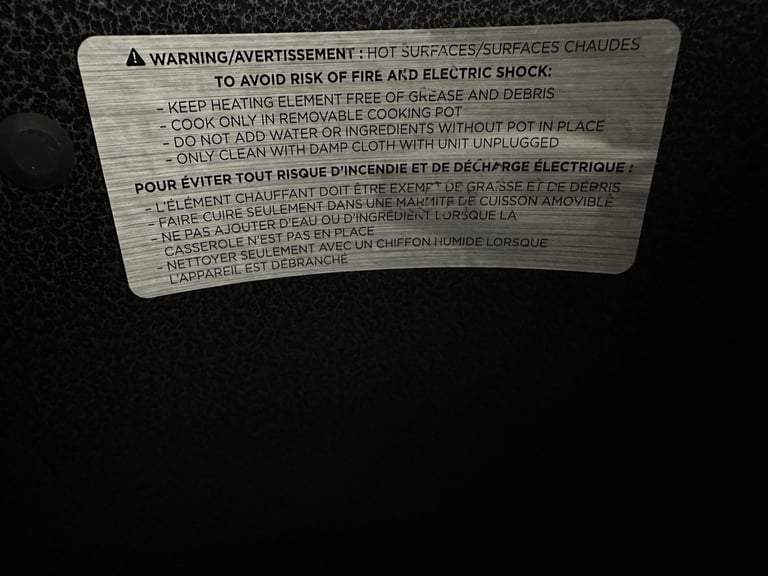 ⚠ WARNING/AVERTISSEMENT : HOT SURFACES/SURFACES CHAUDES
TO AVOID RISK OF FIRE AND ELECTRIC SHOCK:
- KEEP HEATING ELEMENT FREE OF GREASE AND DEBRIS
- COOK ONLY IN REMOVABLE COOKING POT
- DO NOT ADD WATER OR INGREDIENTS WITHOUT POT IN PLACE
- ONLY CLEAN WITH DAMP CLOTH WITH UNIT UNPLUGGED
POUR ÉVITER TOUT RISQUE D'INCENDIE ET DE DÉCHARGE ÉLECTRIQUE :
- L'ÉLÉMENT CHAUFFANT DOIT ÊTRE EXEMPT DE GRAISSE ET DE DÉBRIS
- FAIRE CUIRE SEULEMENT DANS UNE MARMITE DE CUISSON AMOVIBLE
- NE PAS AJOUTER D'EAU OU D'INGRÉDIENT LORSQUE LA
CASSEROLE N'EST PAS EN PLACE
- NETTOYER SEULEMENT AVEC UN CHIFFON HUMIDE LORSQUE
L'APPAREIL EST DÉBRANCHÉ